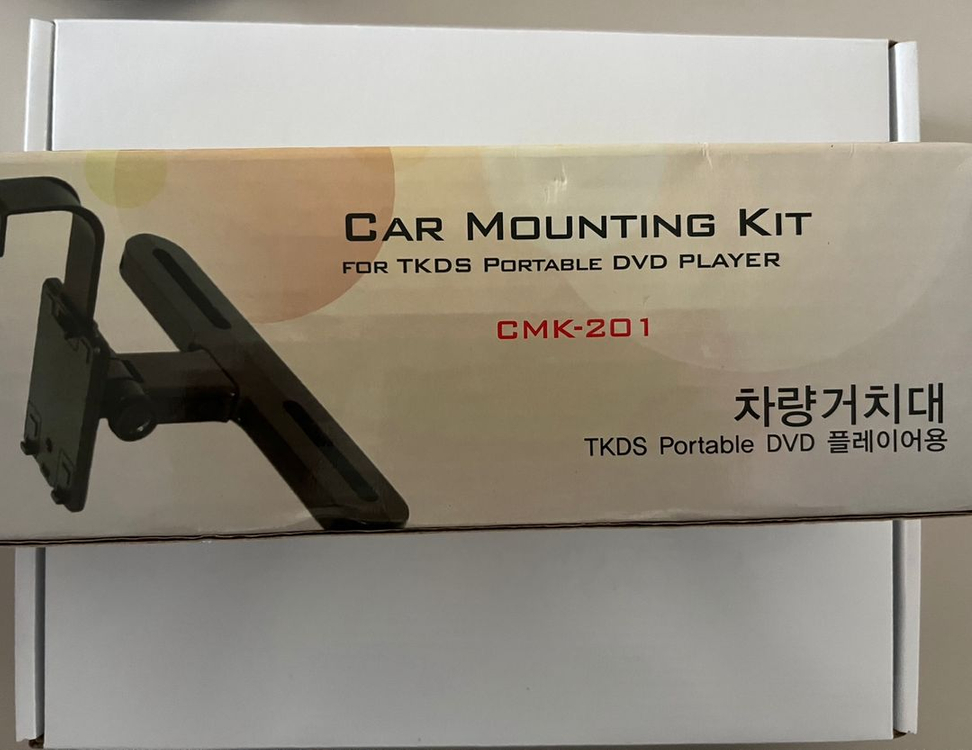 Car Mounting Kit
for TKDS Portable DVD player
CMK-201
차량거치대
TKDS Portable DVD 플레이어용